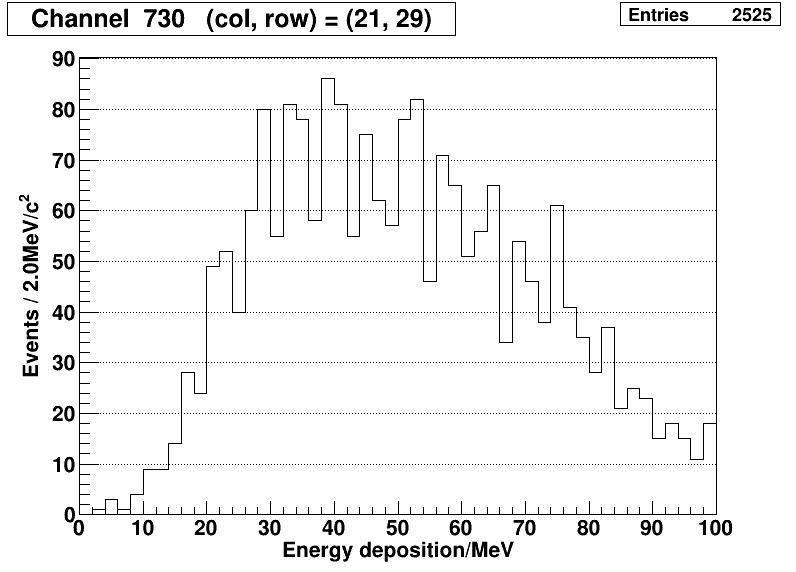 Channel 730 (col, row) = (21, 29)
Entries 2525
90
80
70
60
50
40
30
20
10
0
Events / 2.0MeV/c²
0 10 20 30 40 50 60 70 80 90 100
Energy deposition/MeV